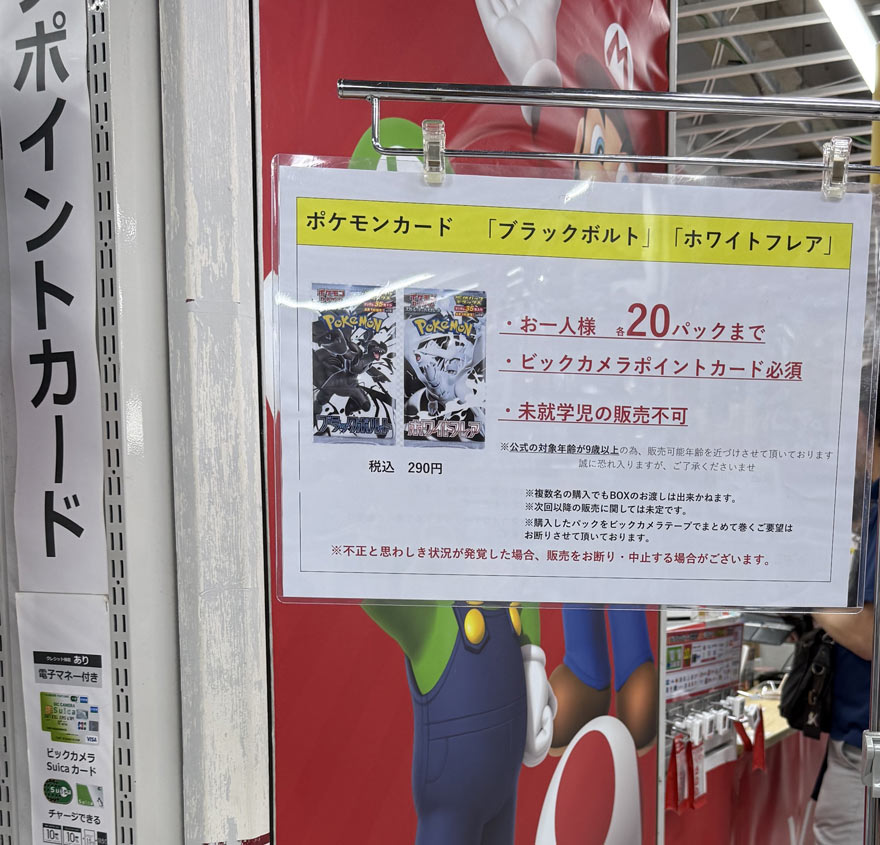 ポイントカード
クレジット機能 あり
電子マネー付き
Suica
VISA
ビックカメラ
Suica カード
Suica
チャージできる
10% 10%
M
ポケモンカード 「ブラックボルト」「ホワイトフレア」
Pokémon
ブラックボルト
Pokémon
ホワイトフレア
税込 290円
・お一人様 各20パックまで
・ビックカメラポイントカード必須
・未就学児の販売不可
※公式の対象年齢が9歳以上の為、販売可能年齢を近づけさせて頂いております
誠に恐れ入りますが、ご了承くださいませ
※複数名の購入でもBOXのお渡しは出来かねます。
※次回以降の販売に関しては未定です。
※購入したパックをビックカメラテープでまとめて巻くご要望は
お断りさせて頂いております。
※不正と思わしき状況が発覚した場合、販売をお断り・中止する場合がございます。